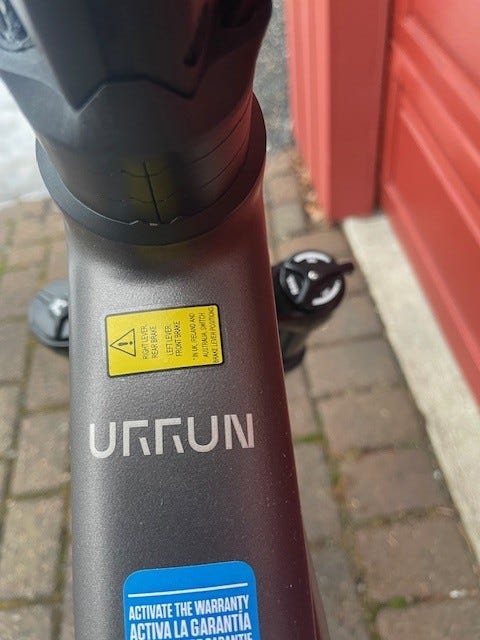 RIGHT LEVER
REAR BRAKE
LEFT LEVER
FRONT BRAKE
* IN UK, IRELAND AND
AUSTRALIA, SWITCH
BRAKE LEVER POSITIONS
URRUN
ACTIVATE THE WARRANTY
ACTIVA LA GARANTÍA